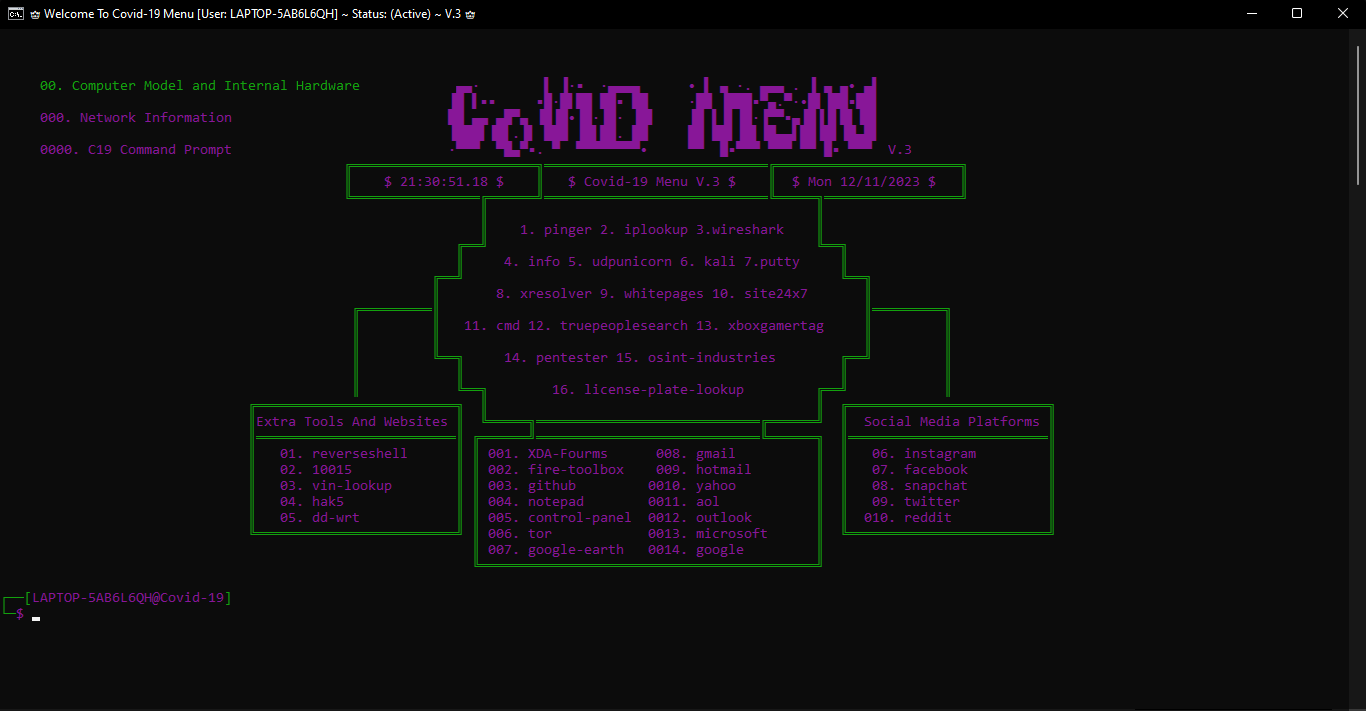 Welcome To Covid-19 Menu [User: LAPTOP-5AB6L6QH] ~ Status: (Active) ~ V.3
00. Computer Model and Internal Hardware
000. Network Information
0000. C19 Command Prompt
V.3
$ 21:30:51.18 $ $ Covid-19 Menu V.3 $ $ Mon 12/11/2023 $
1. pinger 2. iplookup 3.wireshark
4. info 5. udpunicorn 6. kali 7.putty
8. xresolver 9. whitepages 10. site24x7
11. cmd 12. truepeoplesearch 13. xboxgamertag
14. pentester 15. osint-industries
16. license-plate-lookup
Extra Tools And Websites
01. reverseshell
02. 10015
03. vin-lookup
04. hak5
05. dd-wrt
001. XDA-Fourms 008. gmail
002. fire-toolbox 009. hotmail
003. github 0010. yahoo
004. notepad 0011. aol
005. control-panel 0012. outlook
006. tor 0013. microsoft
007. google-earth 0014. google
Social Media Platforms
06. instagram
07. facebook
08. snapchat
09. twitter
010. reddit
[LAPTOP-5AB6L6QH@Covid-19]
$